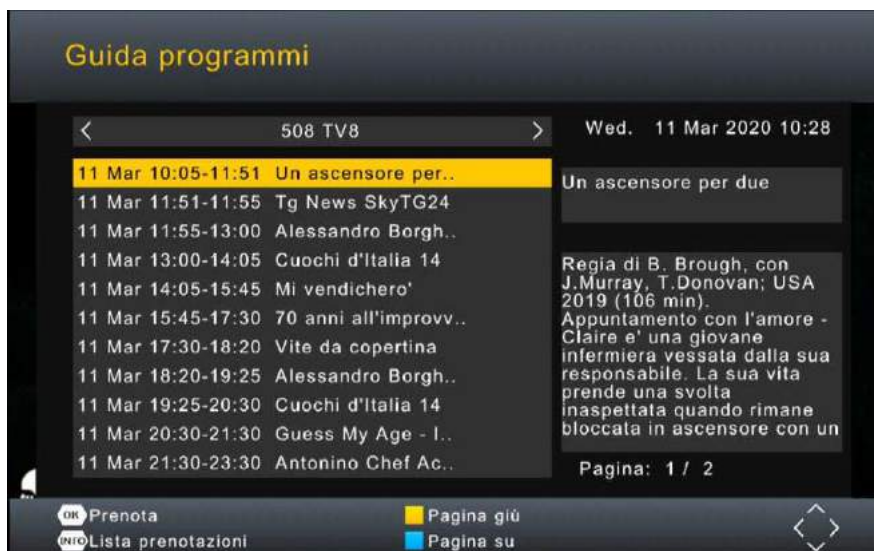 Guida programmi
508 TV8
Wed. 11 Mar 2020 10:28
11 Mar 10:05-11:51 Un ascensore per..
11 Mar 11:51-11:55 Tg News SkyTG24
11 Mar 11:55-13:00 Alessandro Borgh..
11 Mar 13:00-14:05 Cuochi d'Italia 14
11 Mar 14:05-15:45 Mi vendichero'
11 Mar 15:45-17:30 70 anni all'improvv..
11 Mar 17:30-18:20 Vite da copertina
11 Mar 18:20-19:25 Alessandro Borgh..
11 Mar 19:25-20:30 Cuochi d'Italia 14
11 Mar 20:30-21:30 Guess My Age - I..
11 Mar 21:30-23:30 Antonino Chef Ac..
Un ascensore per due
Regia di B. Brough, con
J.Murray, T.Donovan; USA
2019 (106 min).
Appuntamento con l'amore -
Claire e' una giovane
infermiera vessata dalla sua
responsabile. La sua vita
prende una svolta
inaspettata quando rimane
bloccata in ascensore con un
Pagina: 1 / 2
OK Prenota
Pagina giù
INFO Lista prenotazioni
Pagina su